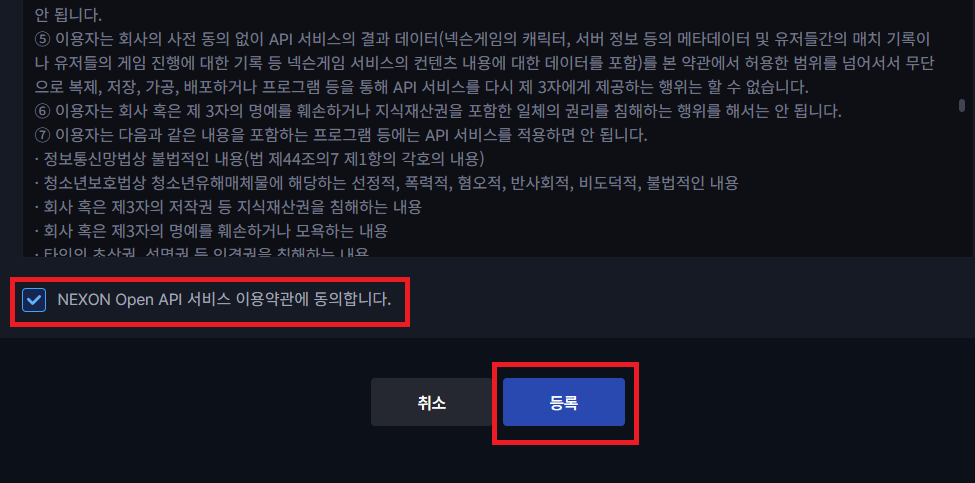 안 됩니다.
⑤ 이용자는 회사의 사전 동의 없이 API 서비스의 결과 데이터(넥슨게임의 캐릭터, 서버 정보 등의 메타데이터 및 유저들간의 매치 기록이
나 유저들의 게임 진행에 대한 기록 등 넥슨게임 서비스의 컨텐츠 내용에 대한 데이터를 포함)를 본 약관에서 허용한 범위를 넘어서서 무단
으로 복제, 저장, 가공, 배포하거나 프로그램 등을 통해 API 서비스를 다시 제 3자에게 제공하는 행위는 할 수 없습니다.
⑥ 이용자는 회사 혹은 제 3자의 명예를 훼손하거나 지식재산권을 포함한 일체의 권리를 침해하는 행위를 해서는 안 됩니다.
⑦ 이용자는 다음과 같은 내용을 포함하는 프로그램 등에는 API 서비스를 적용하면 안 됩니다.
· 정보통신망법상 불법적인 내용(법 제44조의7 제1항의 각호의 내용)
· 청소년보호법상 청소년유해매체물에 해당하는 선정적, 폭력적, 혐오적, 반사회적, 비도덕적, 불법적인 내용
· 회사 혹은 제3자의 저작권 등 지식재산권을 침해하는 내용
· 회사 혹은 제3자의 명예를 훼손하거나 모욕하는 내용
· 타인의 초상권, 성명권 등 인격권을 침해하는 내용
NEXON Open API 서비스 이용약관에 동의합니다.
취소
등록